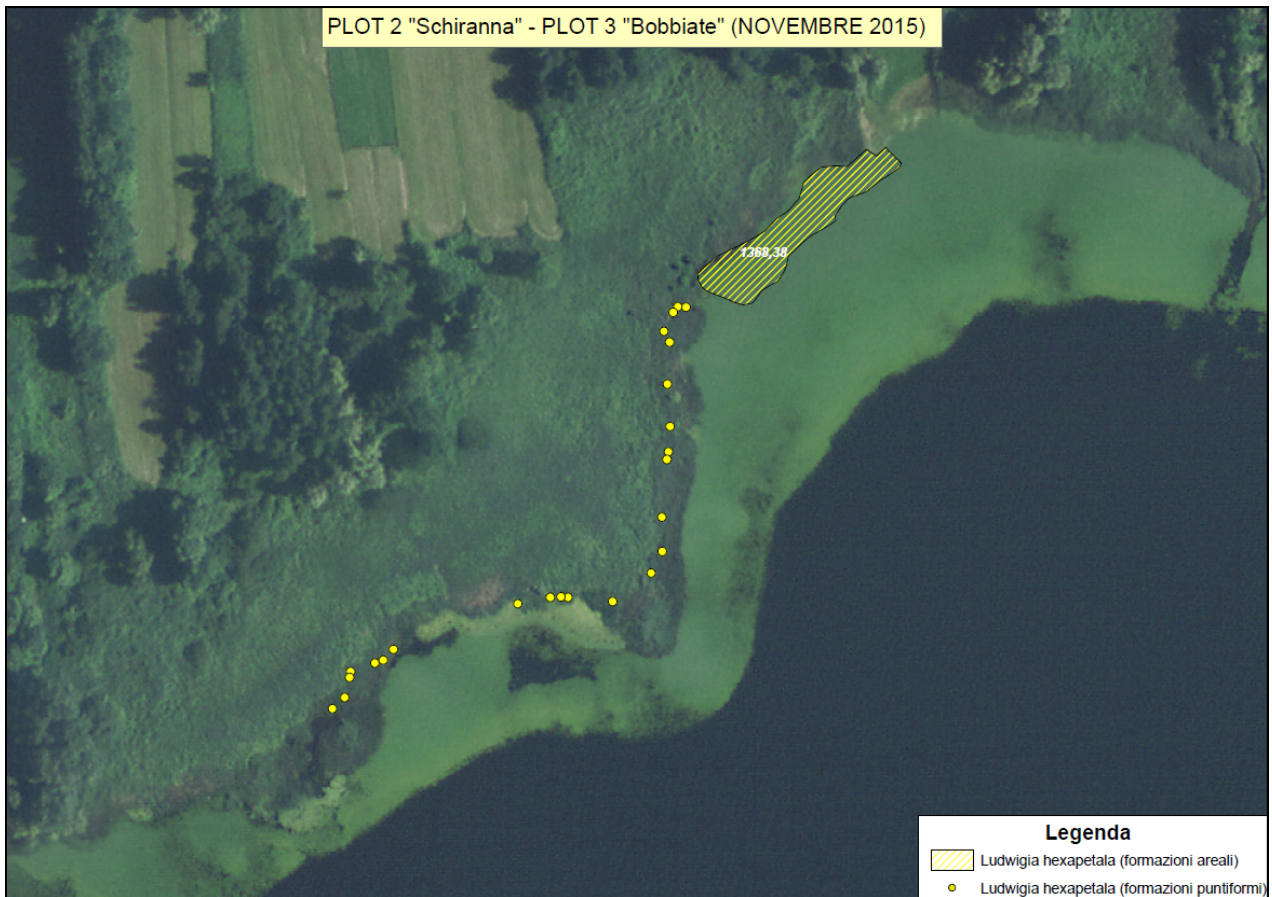 PLOT 2 "Schiranna" - PLOT 3 "Bobbiate" (NOVEMBRE 2015)
1368,38
Legenda
Ludwigia hexapetala (formazioni areali)
Ludwigia hexapetala (formazioni puntiformi)